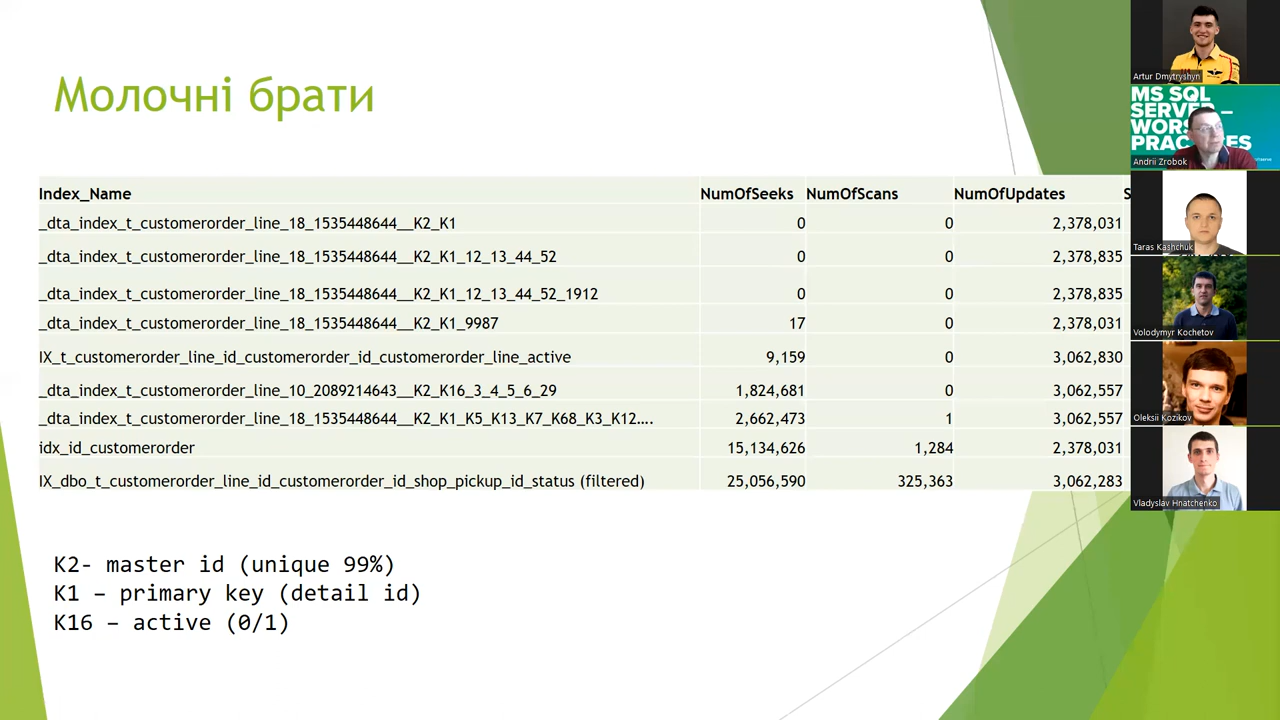 Молочні брати
Index_Name NumOfSeeks NumOfScans NumOfUpdates S
_dta_index_t_customerorder_line_18_1535448644__K2_K1 0 0 2,378,031
_dta_index_t_customerorder_line_18_1535448644__K2_K1_12_13_44_52 0 0 2,378,835
_dta_index_t_customerorder_line_18_1535448644__K2_K1_12_13_44_52_1912 0 0 2,378,835
_dta_index_t_customerorder_line_18_1535448644__K2_K1_9987 17 0 2,378,031
IX_t_customerorder_line_id_customerorder_id_customerorder_line_active 9,159 0 3,062,830
_dta_index_t_customerorder_line_10_2089214643__K2_K16_3_4_5_6_29 1,824,681 0 3,062,557
_dta_index_t_customerorder_line_18_1535448644__K2_K1_K5_K13_K7_K68_K3_K12.... 2,662,473 1 3,062,557
idx_id_customerorder 15,134,626 1,284 2,378,031
IX_dbo_t_customerorder_line_id_customerorder_id_shop_pickup_id_status (filtered) 25,056,590 325,363 3,062,283
K2- master id (unique 99%)
K1 – primary key (detail id)
K16 – active (0/1)
Artur Dmytryshyn
MS SQL
SERVER –
WORS
PRACTICES
Andrii Zrobok
Taras Kashchuk
Volodymyr Kochetov
Oleksii Kozikov
Vladyslav Hnatchenko